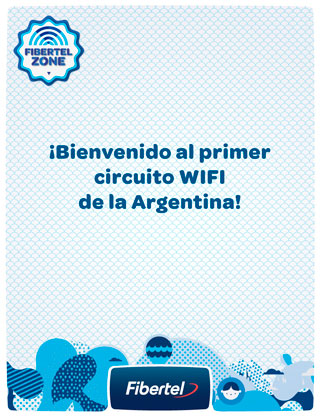 FIBERTEL
ZONE
¡Bienvenido al primer
circuito WIFI
de la Argentina!
Fibertel